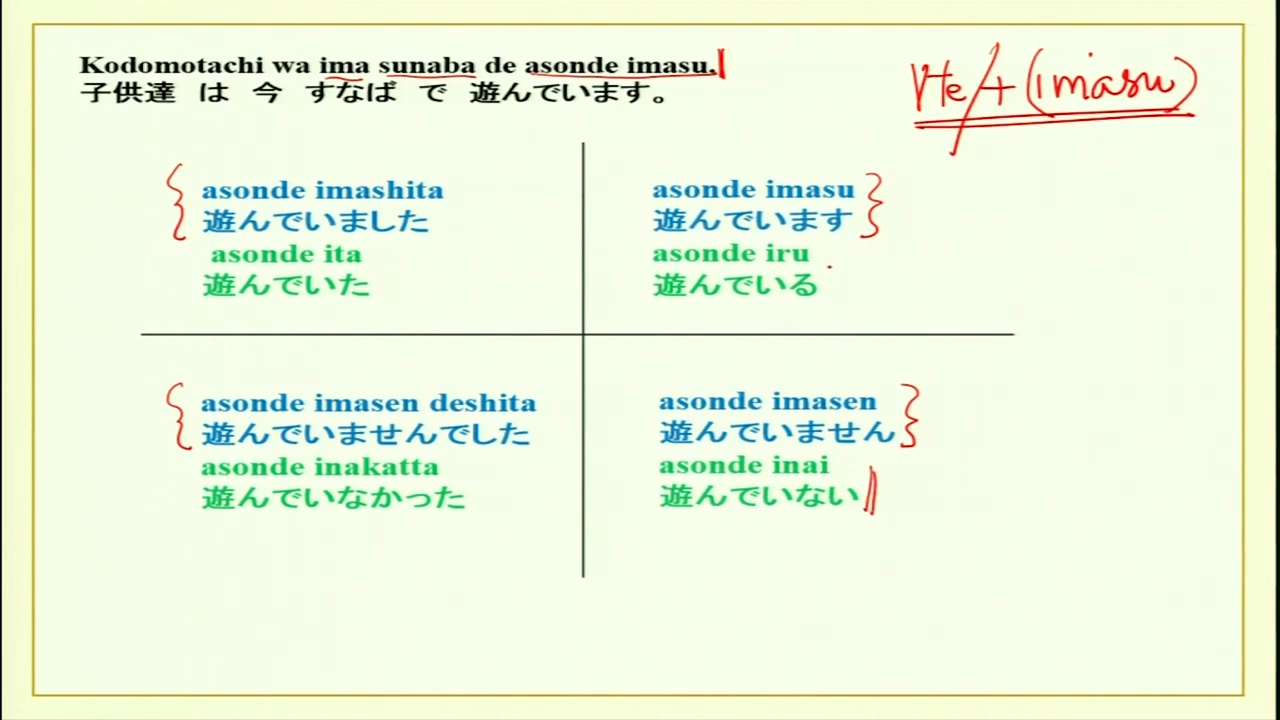 Kodomotachi wa ima sunaba de asonde imasu.
子供達 は 今 すなば で 遊んでいます。
Vte + (imasu)
asonde imashita
遊んでいました
asonde ita
遊んでいた
asonde imasu
遊んでいます
asonde iru
遊んでいる
asonde imasen deshita
遊んでいませんでした
asonde inakatta
遊んでいなかった
asonde imasen
遊んでいません
asonde inai
遊んでいない